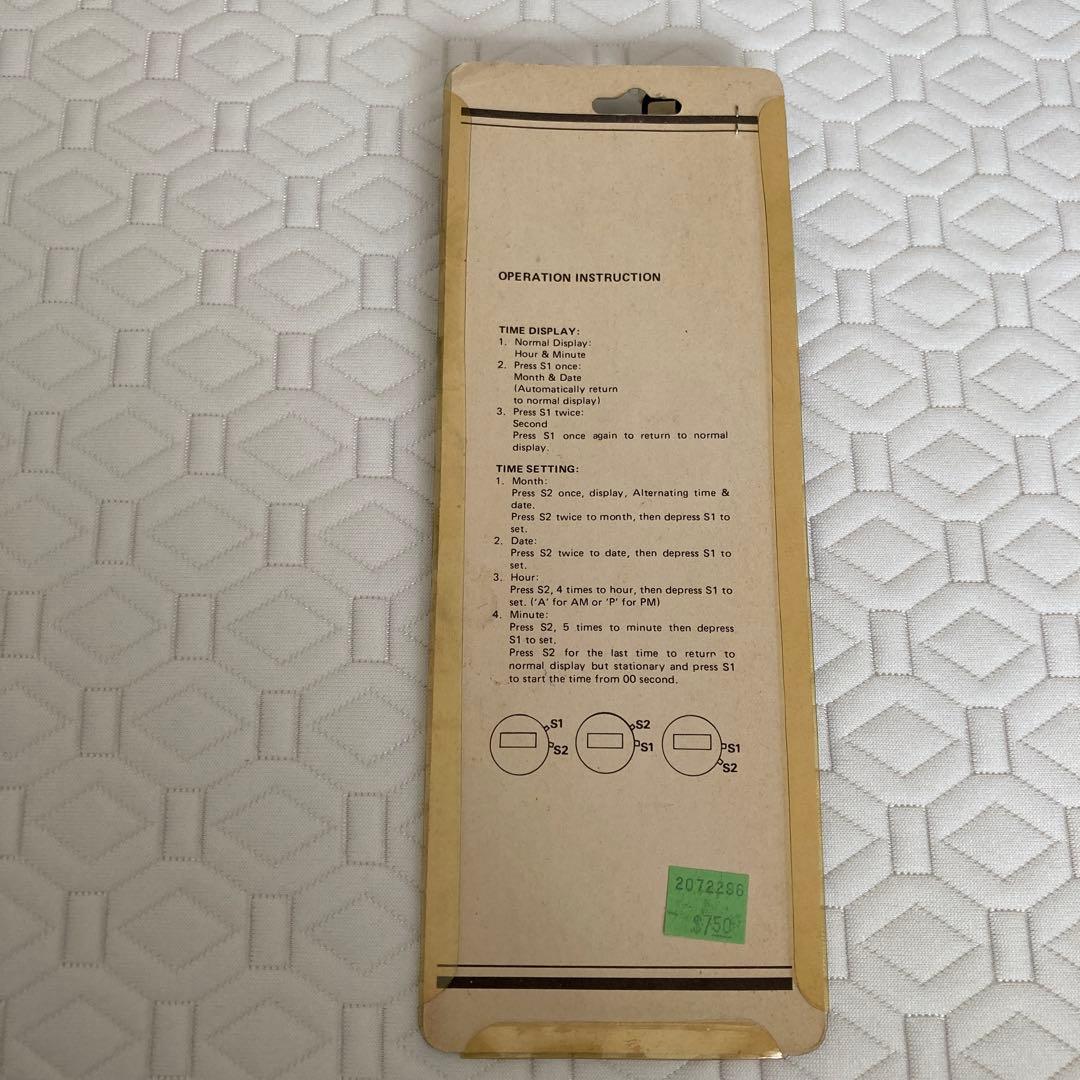 OPERATION INSTRUCTION
TIME DISPLAY:
1. Normal Display:
Hour & Minute
2. Press S1 once:
Month & Date
(Automatically return
to normal display)
3. Press S1 twice:
Second
Press S1 once again to return to normal
display.
TIME SETTING:
1. Month:
Press S2 once, display, Alternating time &
date.
Press S2 twice to month, then depress S1 to
set.
2. Date:
Press S2 twice to date, then depress S1 to
set.
3. Hour:
Press S2, 4 times to hour, then depress S1 to
set. ('A' for AM or 'P' for PM)
4. Minute:
Press S2, 5 times to minute then depress
S1 to set.
Press S2 for the last time to return to
normal display but stationary and press S1
to start the time from 00 second.
S1 S2 S2 S1 S1 S2
2072286
$750